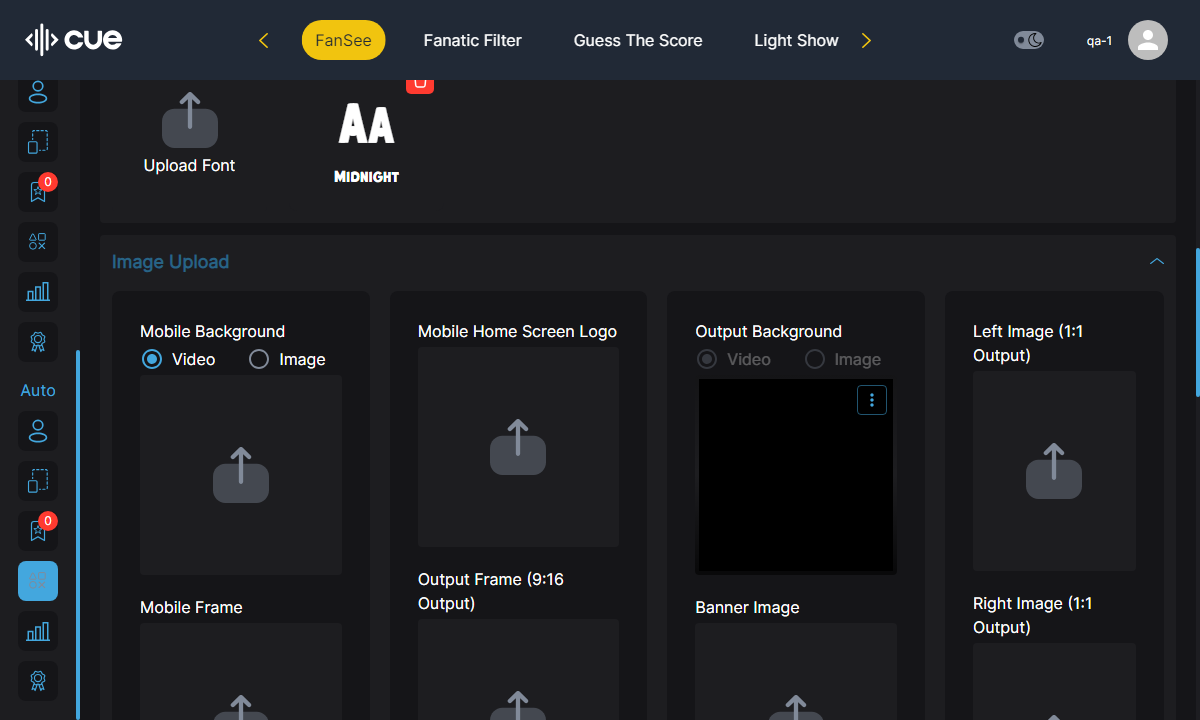 cue
FanSee
Fanatic Filter
Guess The Score
Light Show
qa-1
0
Auto
0
Upload Font
AA
MIDNIGHT
Image Upload
Mobile Background
Video
Image
Mobile Frame
Mobile Home Screen Logo
Output Frame (9:16
Output)
Output Background
Video
Image
Banner Image
Left Image (1:1
Output)
Right Image (1:1
Output)